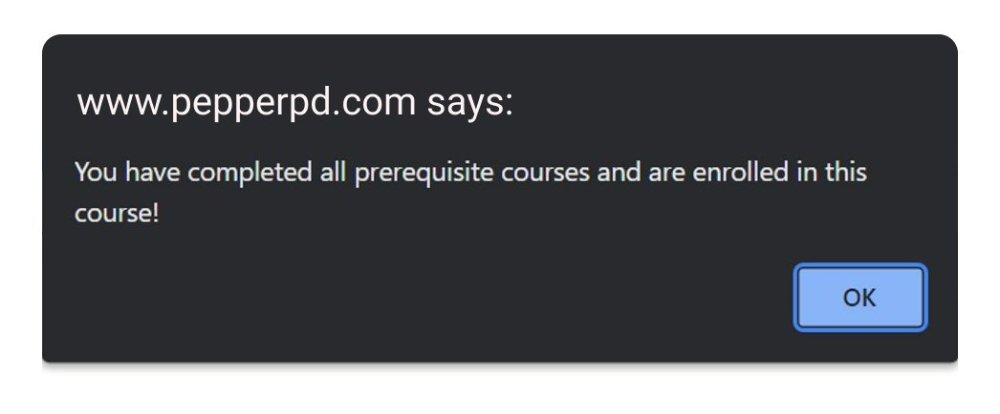 www.pepperpd.com says:
You have completed all prerequisite courses and are enrolled in this
course!
OK